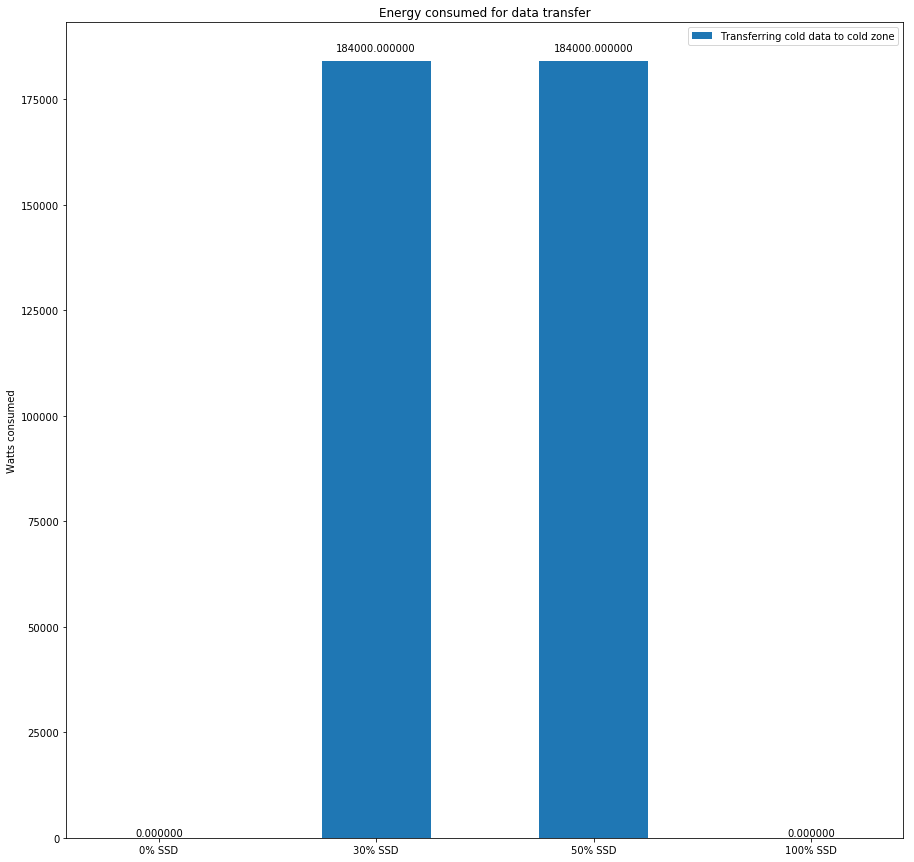 Energy consumed for data transfer
Transferring cold data to cold zone
184000.000000 184000.000000
175000
150000
125000
100000
Watts consumed
75000
50000
25000
0.000000 0.000000
0
0% SSD 30% SSD 50% SSD 100% SSD